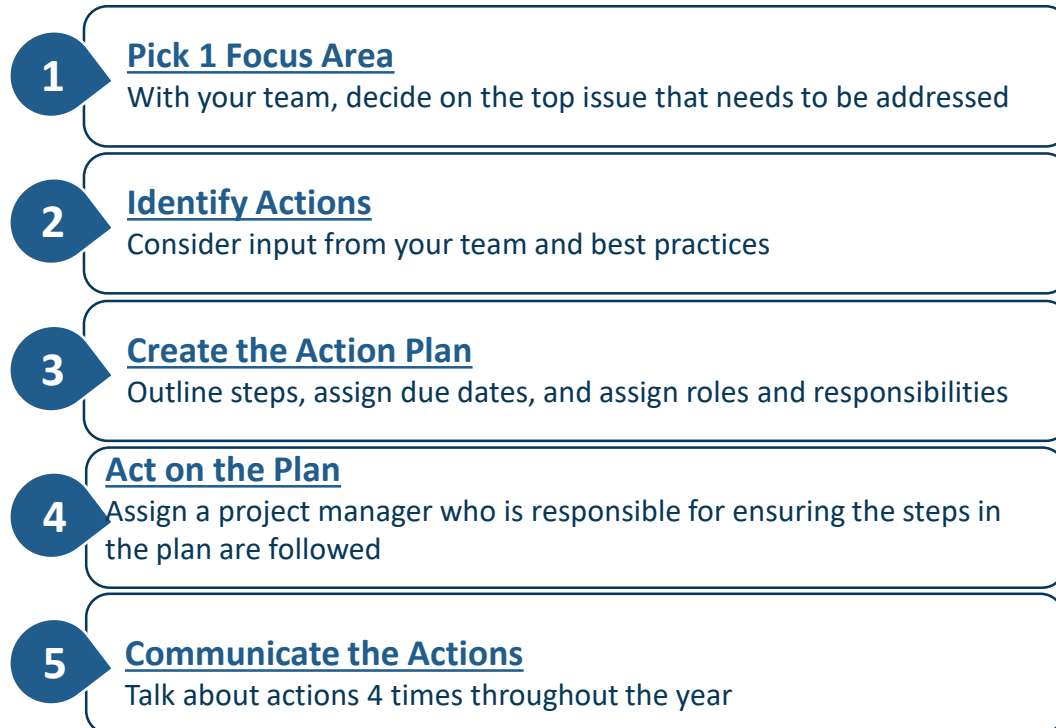 1
Pick 1 Focus Area
With your team, decide on the top issue that needs to be addressed
2
Identify Actions
Consider input from your team and best practices
3
Create the Action Plan
Outline steps, assign due dates, and assign roles and responsibilities
4
Act on the Plan
Assign a project manager who is responsible for ensuring the steps in
the plan are followed
5
Communicate the Actions
Talk about actions 4 times throughout the year